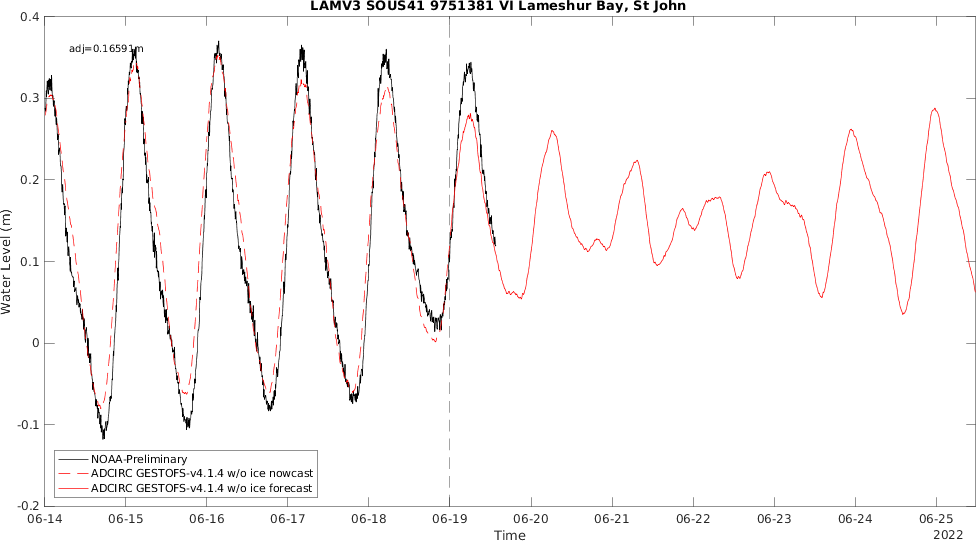 LAMV3 SOUS41 9751381 VI Lameshur Bay, St John
adj=0.16591m
0.4
0.3
0.2
0.1
0
-0.1
-0.2
Water Level (m)
NOAA-Preliminary
ADCIRC GESTOFS-v4.1.4 w/o ice nowcast
ADCIRC GESTOFS-v4.1.4 w/o ice forecast
06-14 06-15 06-16 06-17 06-18 06-19 06-20 06-21 06-22 06-23 06-24 06-25
Time
2022